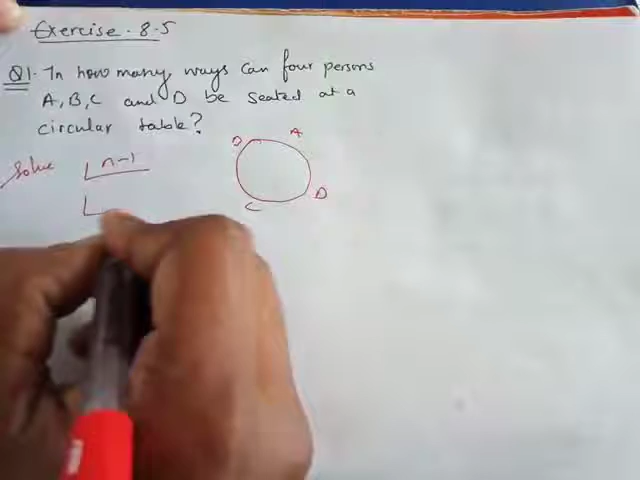 Exercise-8.5
Q1. In how many ways can four persons
A, B, C and D be seated at a
circular table?
Solve
n-1
A
D
C